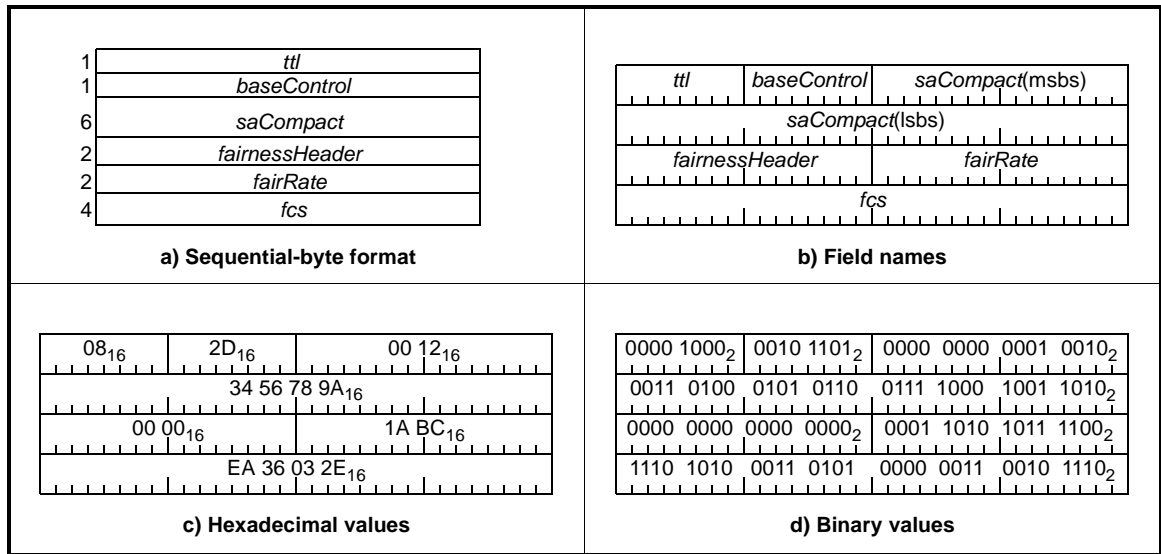 1 ttl
1 baseControl
6 saCompact
2 fairnessHeader
2 fairRate
4 fcs
a) Sequential-byte format
ttl baseControl saCompact(msbs)
saCompact(lsbs)
fairnessHeader fairRate
fcs
b) Field names
08₁₆ 2D₁₆ 00 12₁₆
34 56 78 9A₁₆
00 00₁₆ 1A BC₁₆
EA 36 03 2E₁₆
c) Hexadecimal values
0000 1000₂ 0010 1101₂ 0000 0000 0001 0010₂
0011 0100 0101 0110 0111 1000 1001 1010₂
0000 0000 0000 0000₂ 0001 1010 1011 1100₂
1110 1010 0011 0101 0000 0011 0010 1110₂
d) Binary values